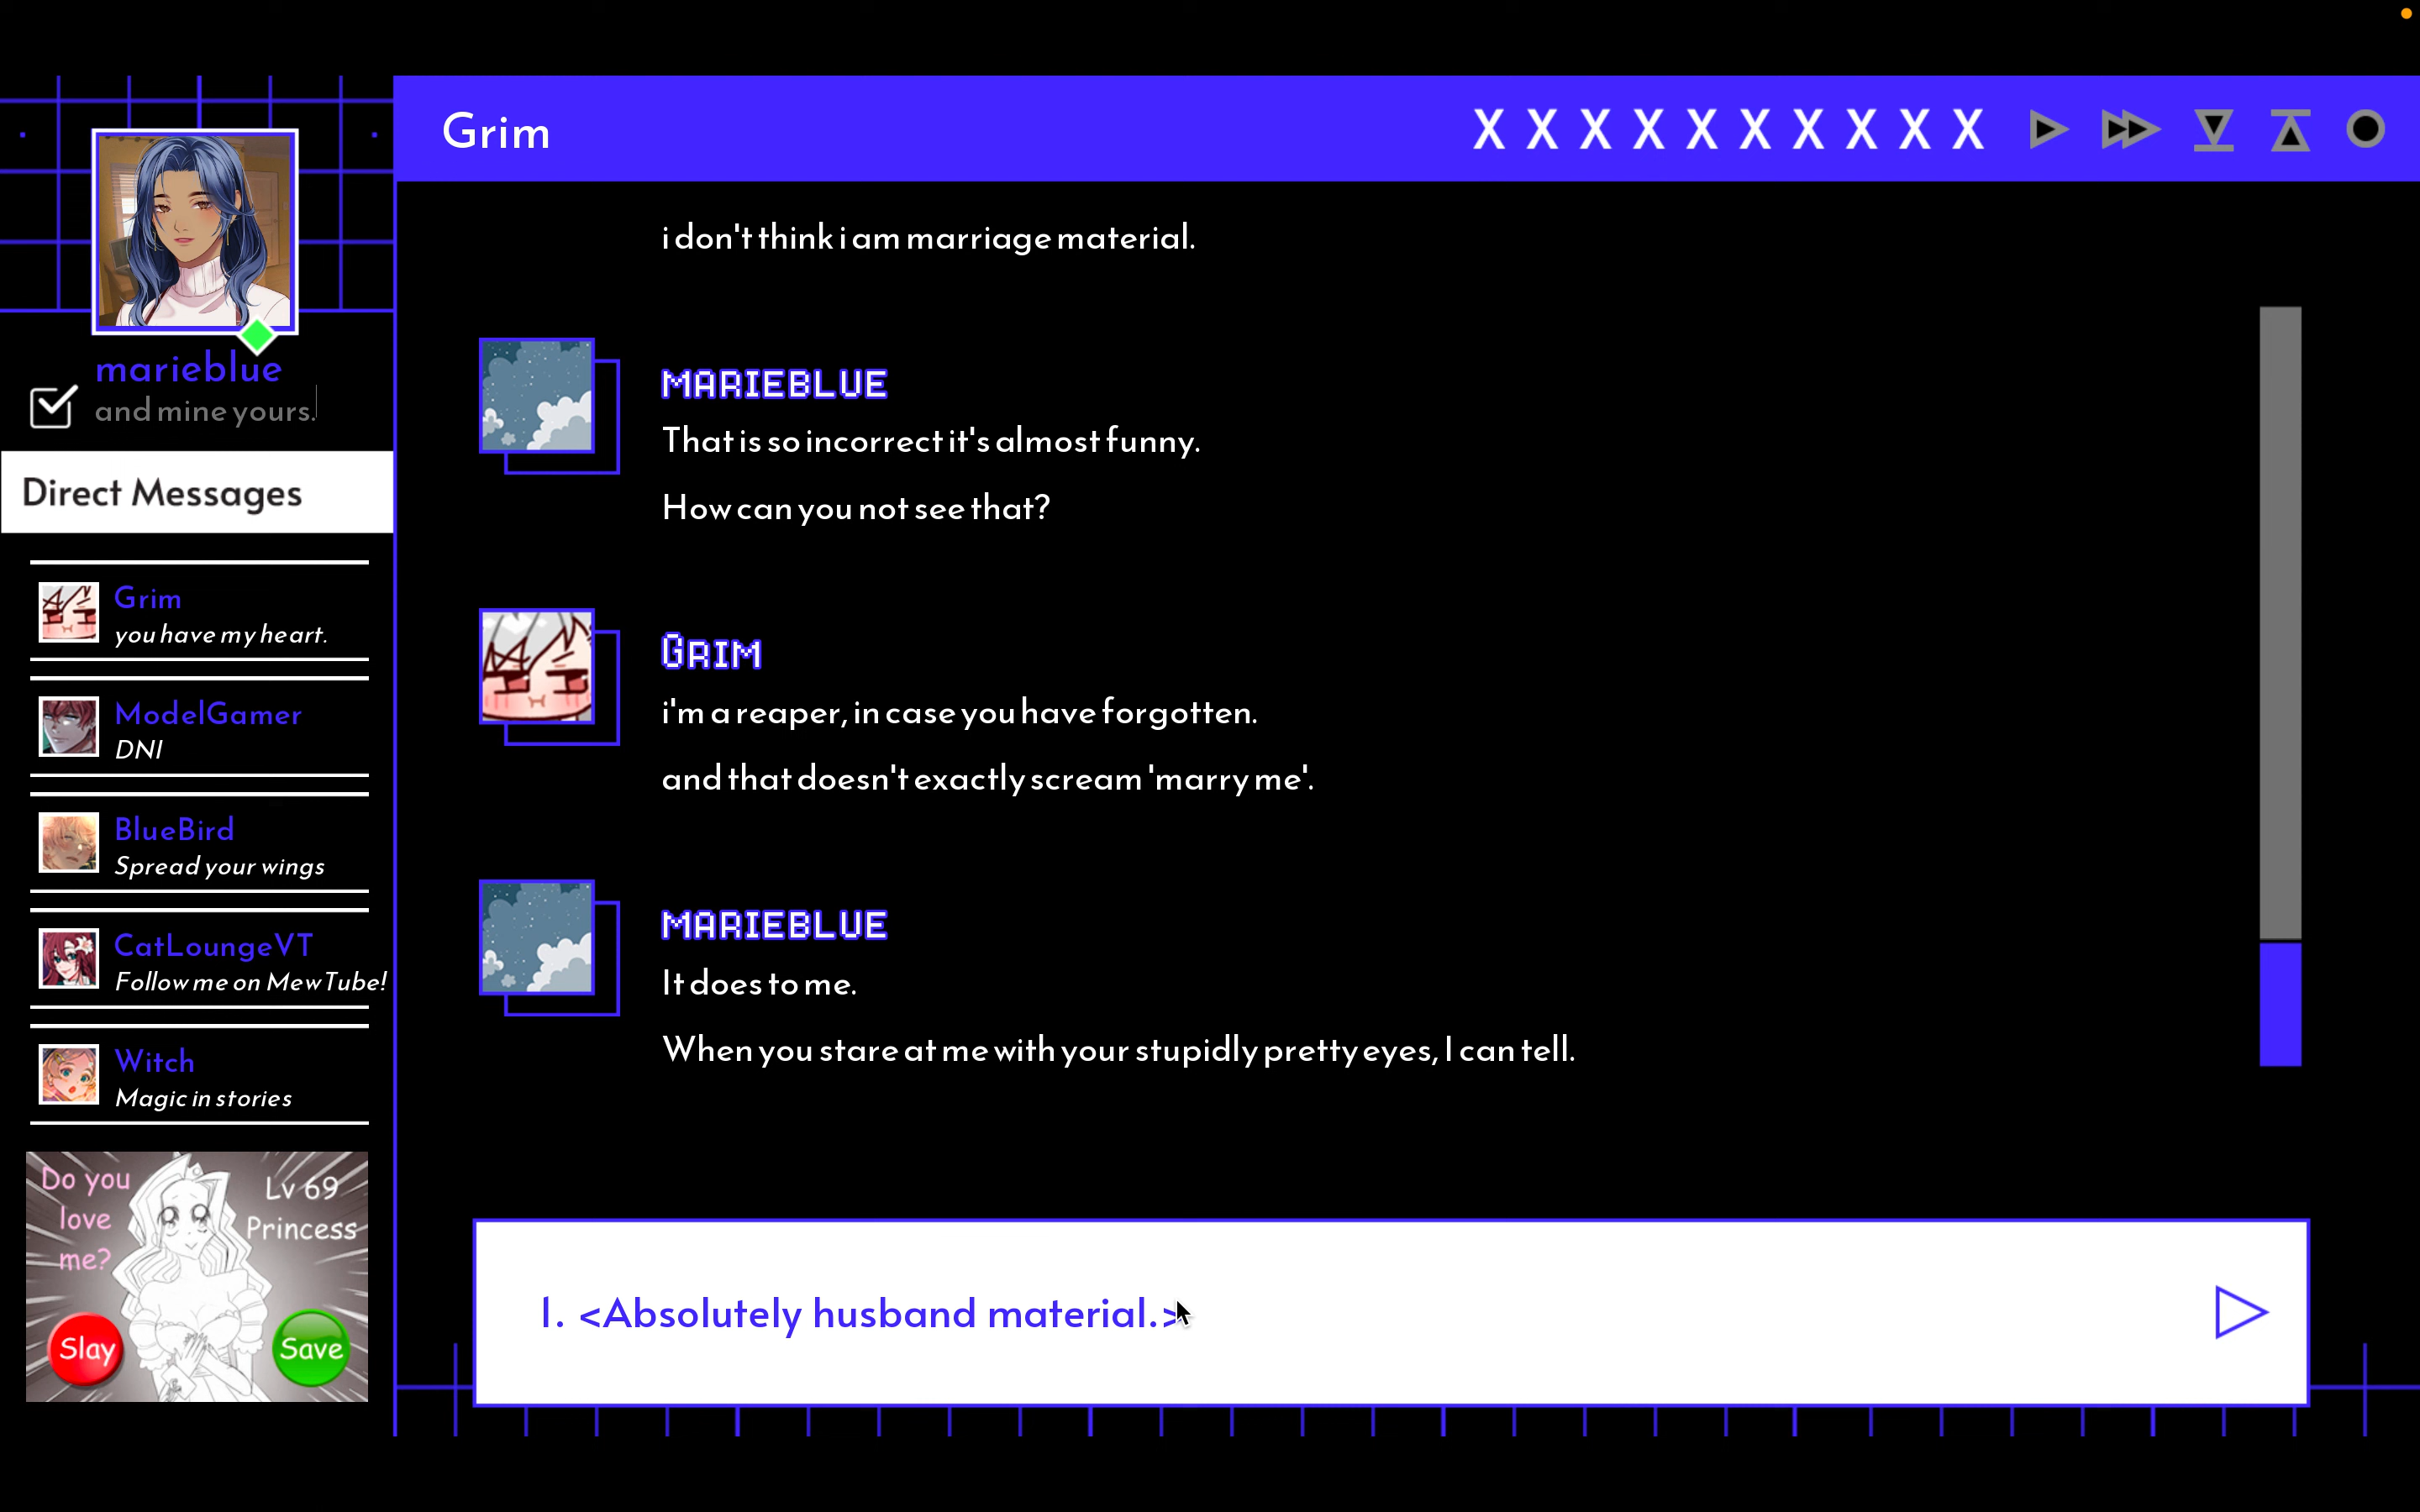 Grim
X X X X X X X X X X
marieblue
and mine yours.
Direct Messages
Grim
you have my heart.
ModelGamer
DNI
BlueBird
Spread your wings
CatLoungeVT
Follow me on MewTube!
Witch
Magic in stories
Do you
love
me?
Lv 69
Princess
Slay
Save
i don't think i am marriage material.
MARIEBLUE
That is so incorrect it's almost funny.
How can you not see that?
GRIM
i'm a reaper, in case you have forgotten.
and that doesn't exactly scream 'marry me'.
MARIEBLUE
It does to me.
When you stare at me with your stupidly pretty eyes, I can tell.
1. <Absolutely husband material.>